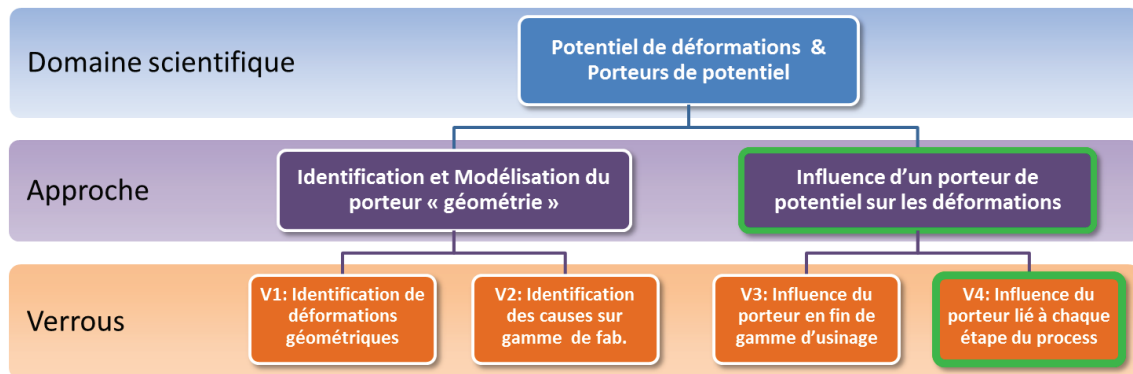 Domaine scientifique
Potentiel de déformations &
Porteurs de potentiel
Approche
Identification et Modélisation du
porteur « géométrie »
Influence d'un porteur de
potentiel sur les déformations
Verrous
V1: Identification de
déformations
géométriques
V2: Identification
des causes sur
gamme de fab.
V3: Influence du
porteur en fin de
gamme d'usinage
V4: Influence du
porteur lié à chaque
étape du process